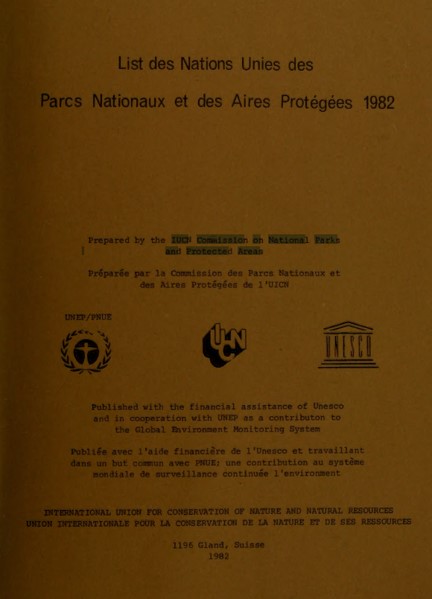 List des Nations Unies des
Parcs Nationaux et des Aires Protégées 1982
Prepared by the IUCN Commission on National Parks
and Protected Areas
Préparée par la Commission des Parcs Nationaux et
des Aires Protégées de l'UICN
UNEP/PNUE
IUCN
UNESCO
Published with the financial assistance of Unesco
and in cooperation with UNEP as a contributon to
the Global Environment Monitoring System
Publiée avec l'aide financière de l'Unesco et travaillant
dans un but commun avec PNUE; une contribution au système
mondiale de surveillance continuée l'environment
INTERNATIONAL UNION FOR CONSERVATION OF NATURE AND NATURAL RESOURCES
UNION INTERNATIONALE POUR LA CONSERVATION DE LA NATURE ET DE SES RESSOURCES
1196 Gland, Suisse
1982